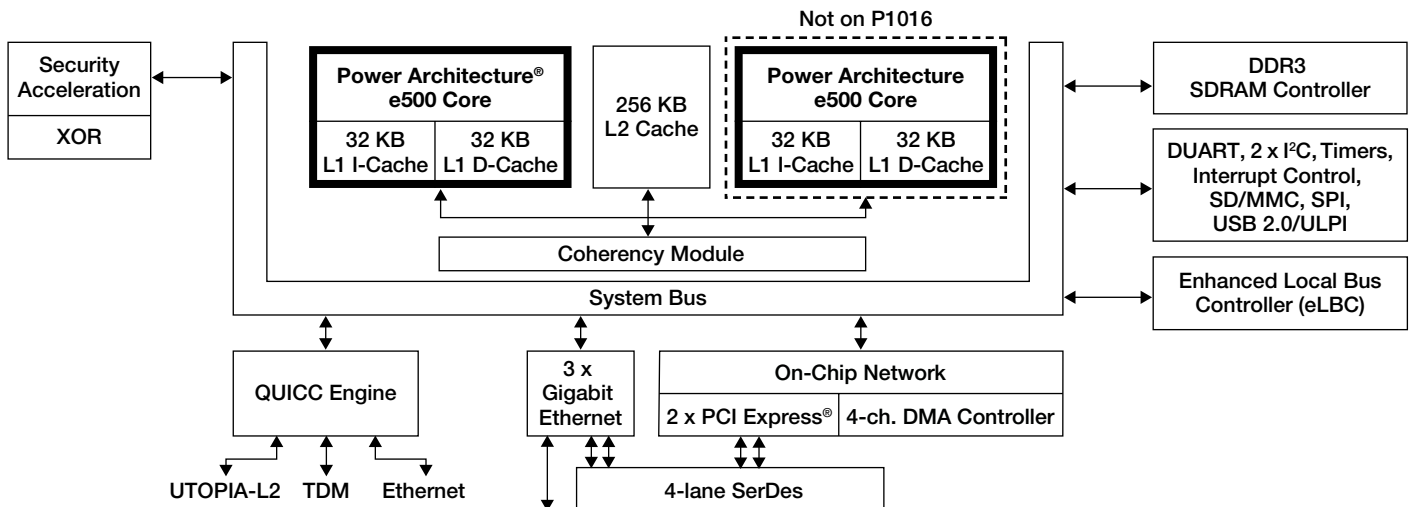 Not on P1016
Security
Acceleration
XOR
Power Architecture®
e500 Core
32 KB
L1 I-Cache
32 KB
L1 D-Cache
256 KB
L2 Cache
Power Architecture
e500 Core
32 KB
L1 I-Cache
32 KB
L1 D-Cache
DDR3
SDRAM Controller
DUART, 2 x I²C, Timers,
Interrupt Control,
SD/MMC, SPI,
USB 2.0/ULPI
Coherency Module
System Bus
Enhanced Local Bus
Controller (eLBC)
QUICC Engine
3 x
Gigabit
Ethernet
On-Chip Network
2 x PCI Express®
4-ch. DMA Controller
UTOPIA-L2
TDM
Ethernet
4-lane SerDes